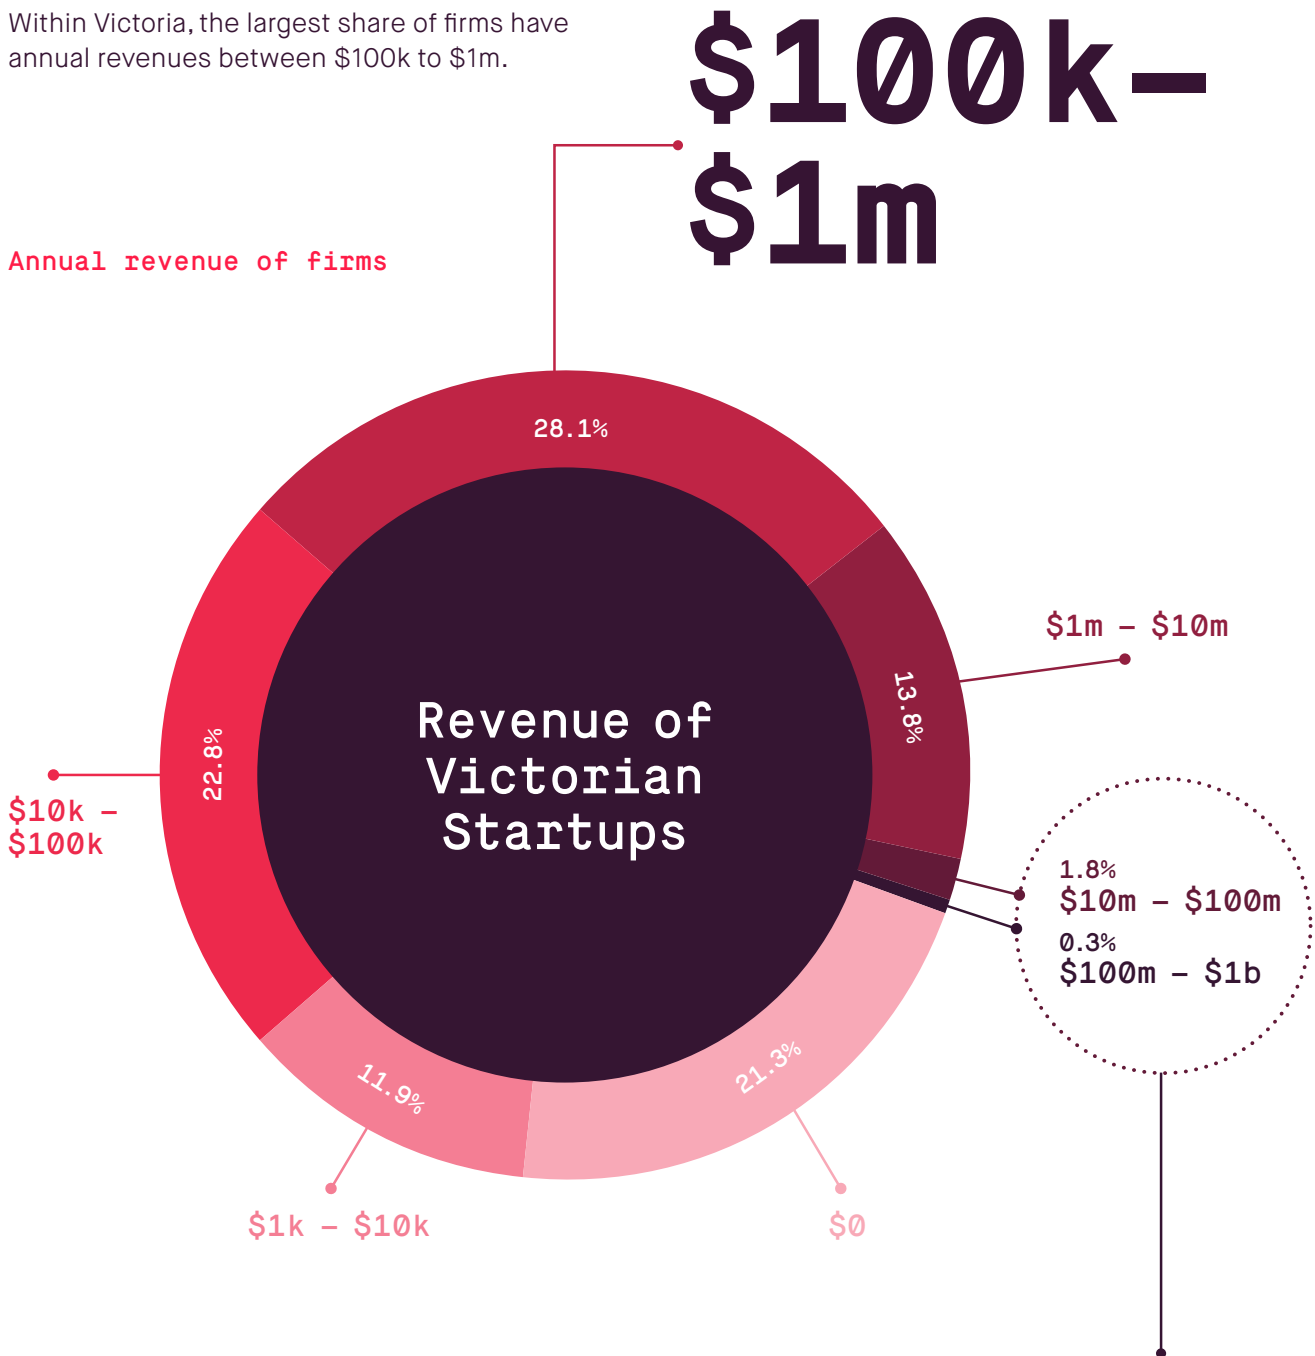 Within Victoria, the largest share of firms have
annual revenues between $100k to $1m.
$100k–
$1m
Annual revenue of firms
28.1%
$1m – $10m
13.8%
Revenue of
Victorian
Startups
22.8%
$10k –
$100k
1.8%
$10m – $100m
0.3%
$100m – $1b
21.3%
11.9%
$1k – $10k
$0